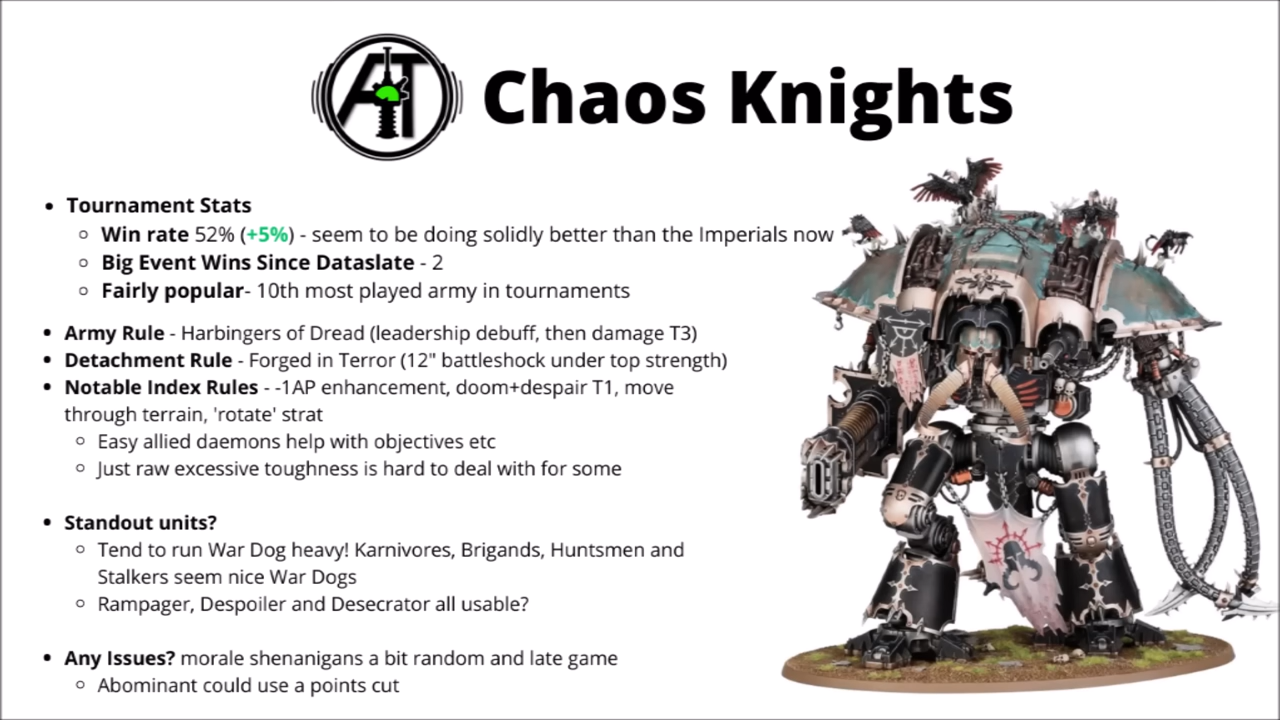 AT
Chaos Knights
• Tournament Stats
○ Win rate 52% (+5%) - seem to be doing solidly better than the Imperials now
○ Big Event Wins Since Dataslate - 2
○ Fairly popular- 10th most played army in tournaments
• Army Rule - Harbingers of Dread (leadership debuff, then damage T3)
• Detachment Rule - Forged in Terror (12" battleshock under top strength)
• Notable Index Rules - -1AP enhancement, doom+despair T1, move
through terrain, 'rotate' strat
○ Easy allied daemons help with objectives etc
○ Just raw excessive toughness is hard to deal with for some
• Standout units?
○ Tend to run War Dog heavy! Karnivores, Brigands, Huntsmen and
Stalkers seem nice War Dogs
○ Rampager, Despoiler and Desecrator all usable?
• Any Issues? morale shenanigans a bit random and late game
○ Abominant could use a points cut